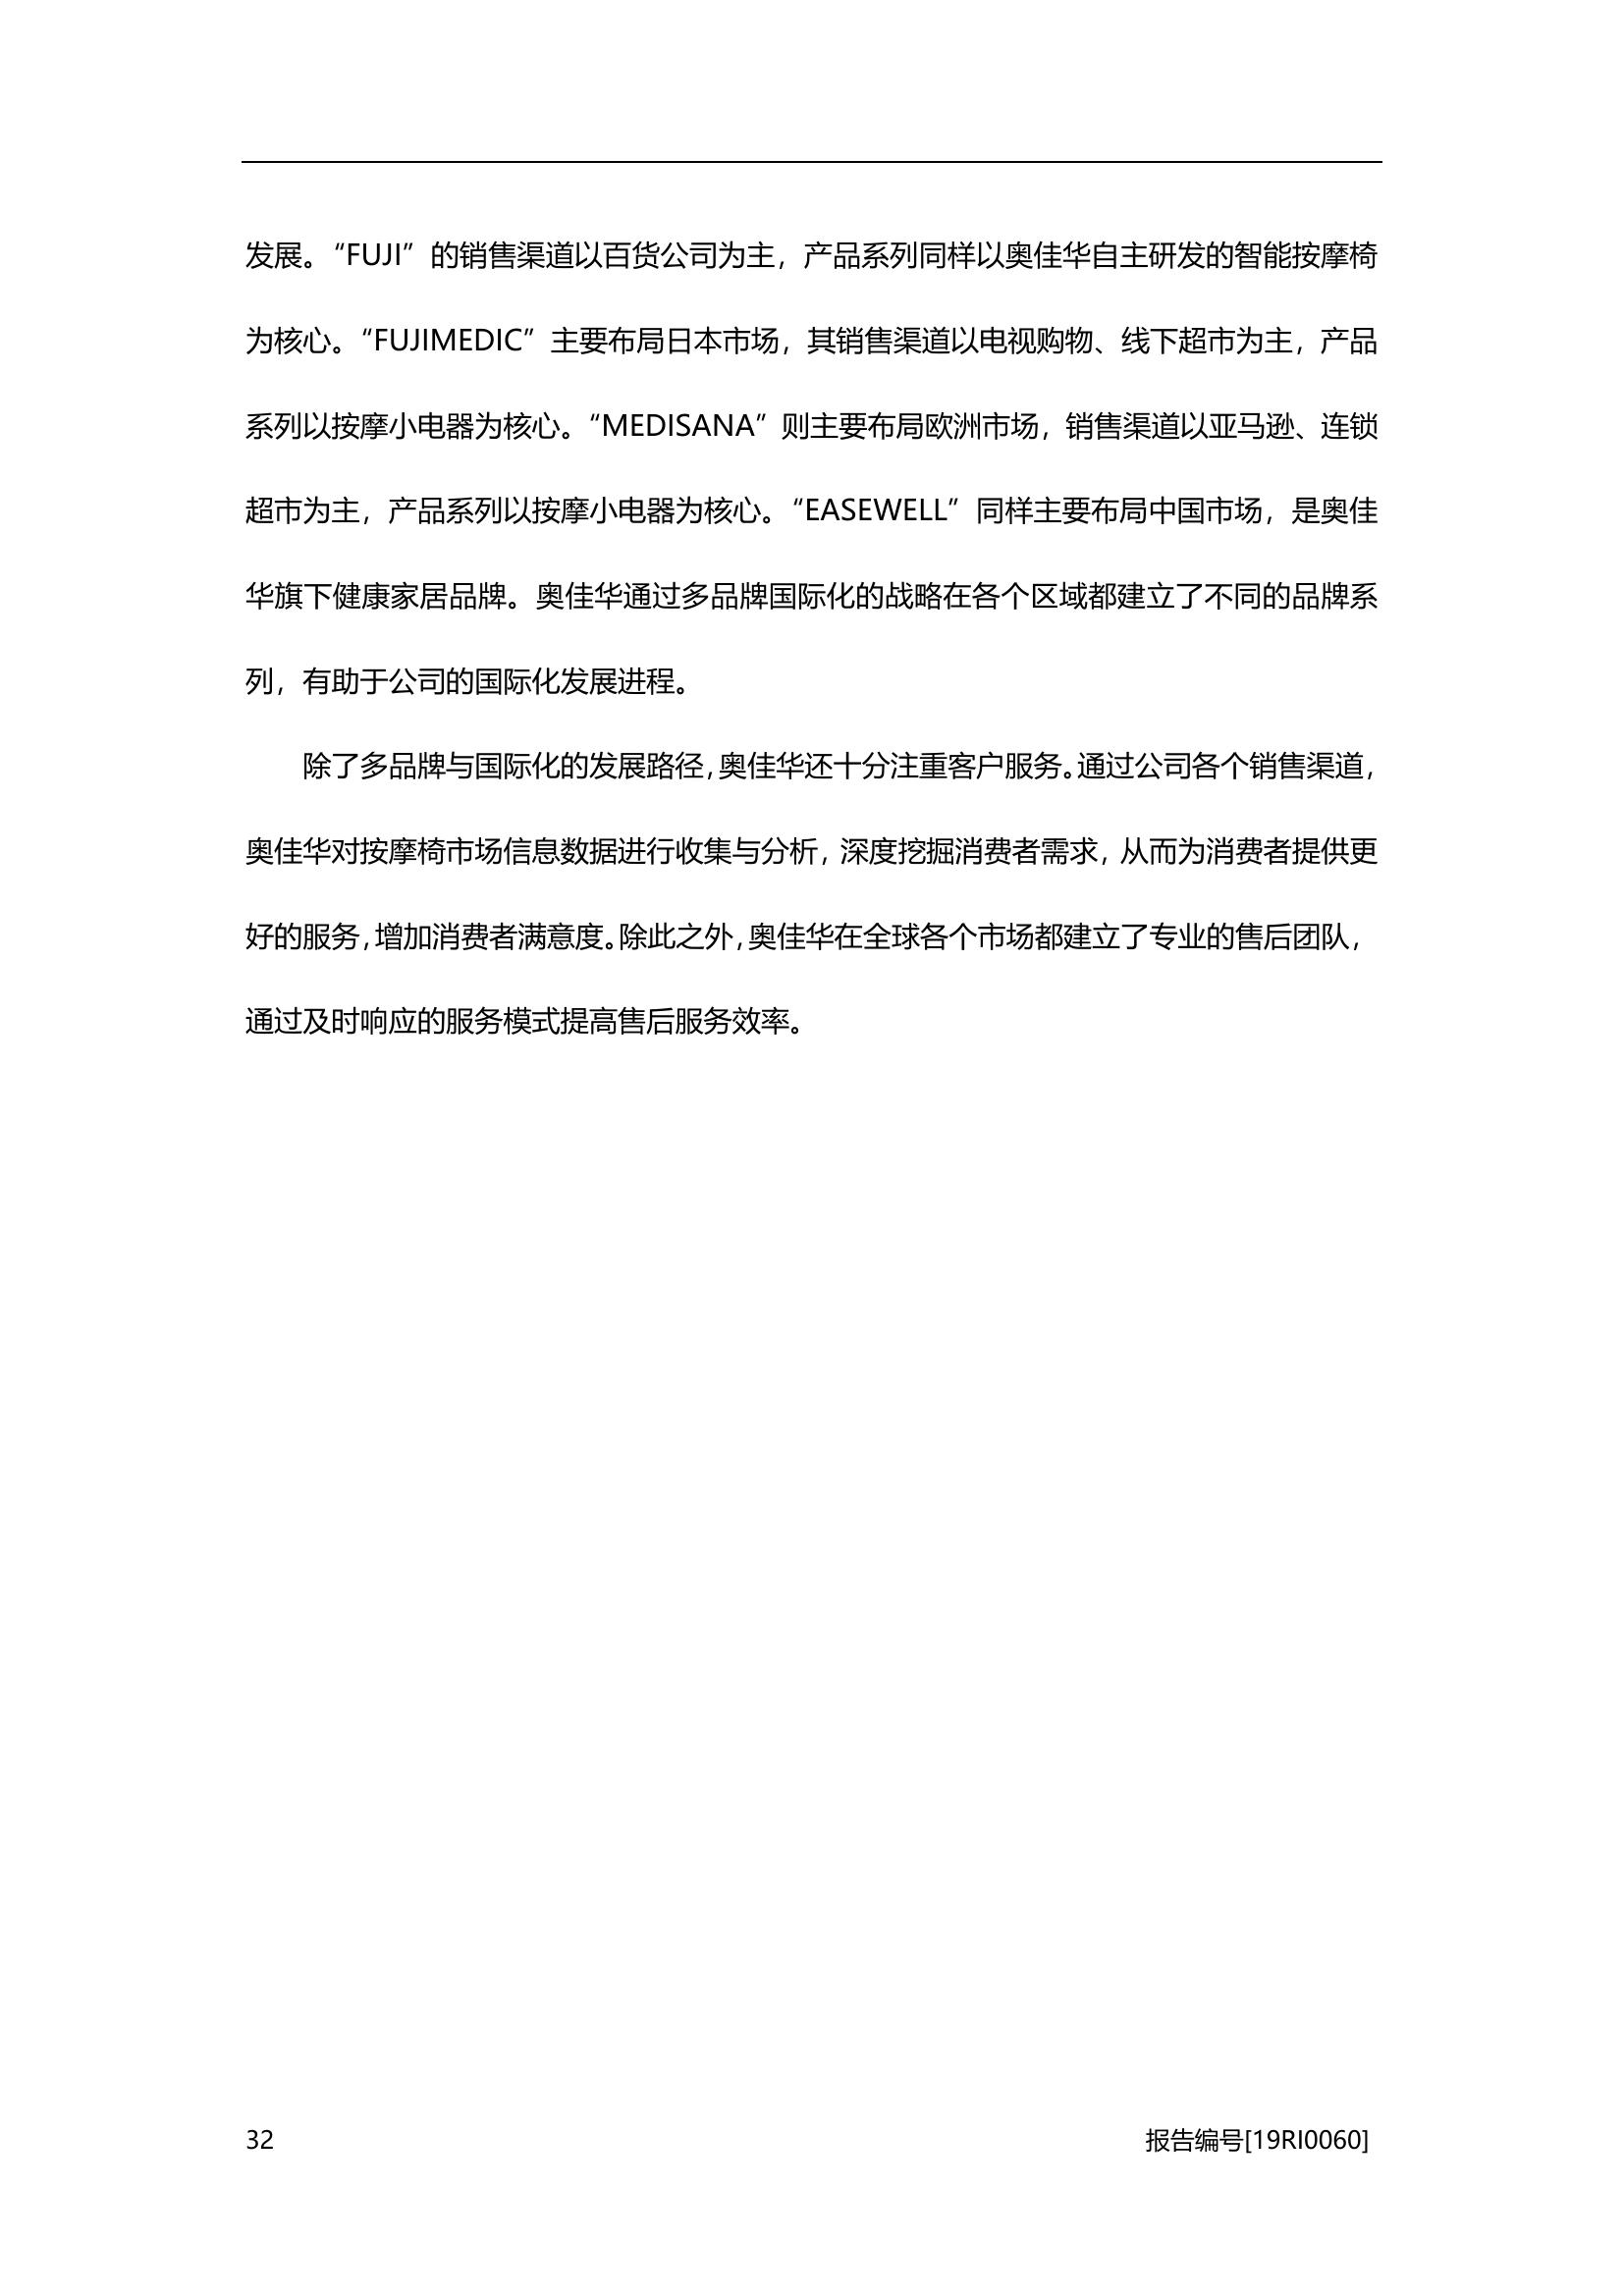 发展。“FUJI”的销售渠道以百货公司为主，产品系列同样以奥佳华自主研发的智能按摩椅
为核心。“FUJIMEDIC”主要布局日本市场，其销售渠道以电视购物、线下超市为主，产品
系列以按摩小电器为核心。“MEDISANA”则主要布局欧洲市场，销售渠道以亚马逊、连锁
超市为主，产品系列以按摩小电器为核心。“EASEWELL”同样主要布局中国市场，是奥佳
华旗下健康家居品牌。奥佳华通过多品牌国际化的战略在各个区域都建立了不同的品牌系
列，有助于公司的国际化发展进程。
除了多品牌与国际化的发展路径，奥佳华还十分注重客户服务。通过公司各个销售渠道，
奥佳华对按摩椅市场信息数据进行收集与分析，深度挖掘消费者需求，从而为消费者提供更
好的服务，增加消费者满意度。除此之外，奥佳华在全球各个市场都建立了专业的售后团队，
通过及时响应的服务模式提高售后服务效率。
32 报告编号[19RI0060]